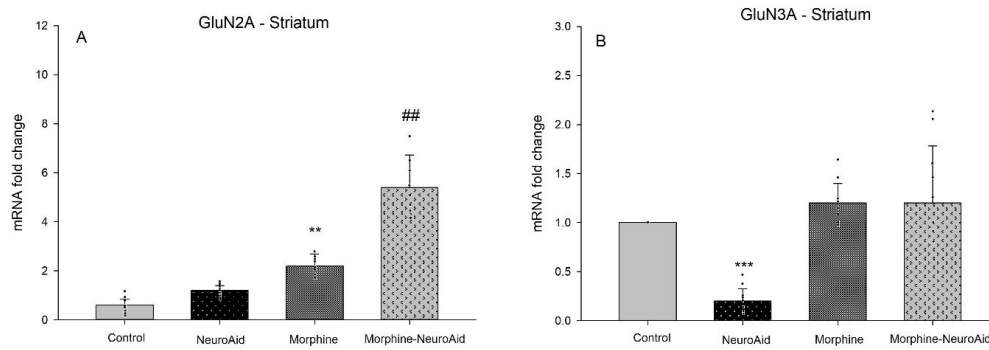 GluN2A - Striatum
A
mRNA fold change
12
10
8
6
4
2
0
**
##
Control
NeuroAid
Morphine
Morphine-NeuroAid
GluN3A - Striatum
B
mRNA fold change
3.0
2.5
2.0
1.5
1.0
0.5
0.0
***
Control
NeuroAid
Morphine
Morphine-NeuroAid